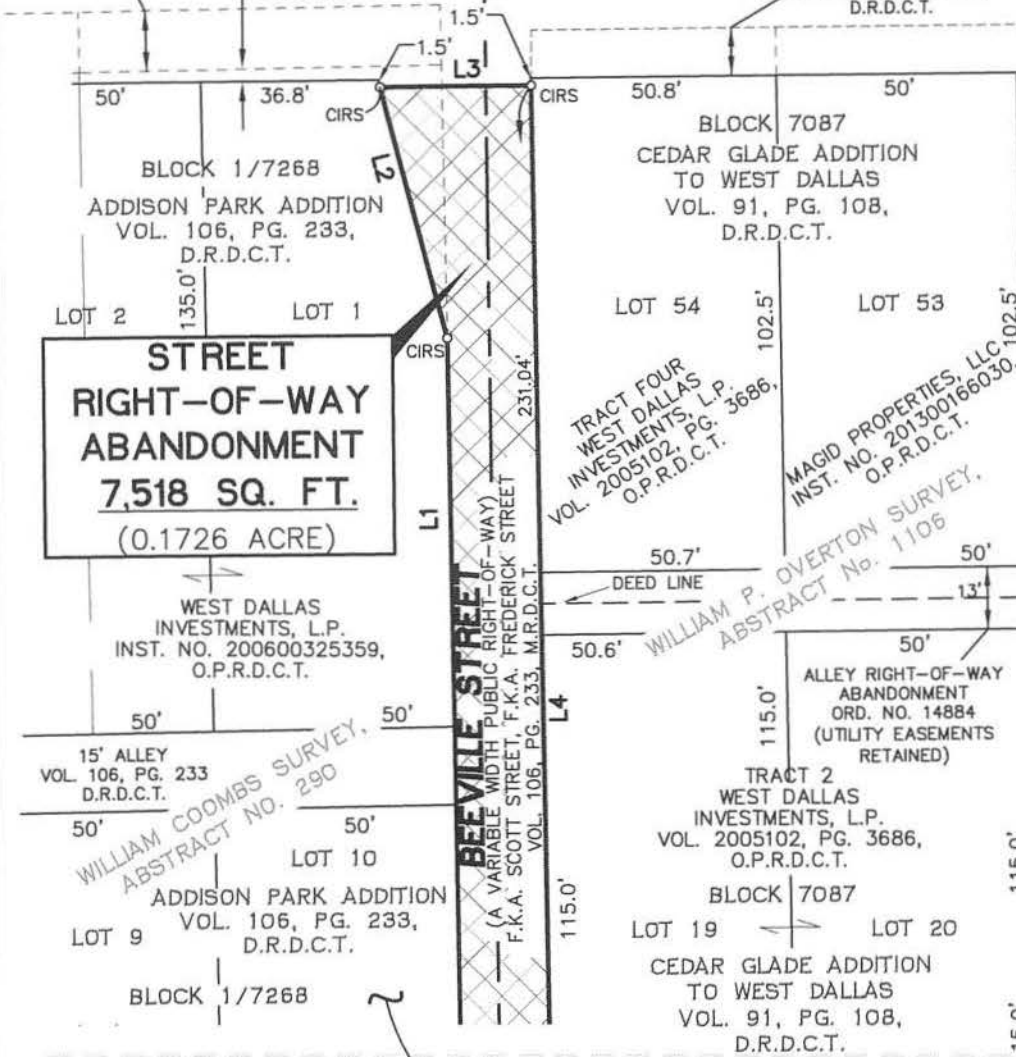 D.R.D.C.T.
1.5'
1.5'
L3
50'
36.8'
CIRS
CIRS
50.8'
50'
L2
BLOCK 1/7268
ADDISON PARK ADDITION
VOL. 106, PG. 233,
D.R.D.C.T.
BLOCK 7087
CEDAR GLADE ADDITION
TO WEST DALLAS
VOL. 91, PG. 108,
D.R.D.C.T.
135.0'
LOT 2
LOT 1
LOT 54
LOT 53
102.5'
102.5'
CIRS
STREET
RIGHT-OF-WAY
ABANDONMENT
7,518 SQ. FT.
(0.1726 ACRE)
231.04'
TRACT FOUR
WEST DALLAS
INVESTMENTS, L.P.
VOL. 2005102, PG. 3686,
O.P.R.D.C.T.
MAGID PROPERTIES, LLC
INST. NO. 201300166030,
O.P.R.D.C.T.
L1
BEEVILLE STREET
(A VARIABLE WIDTH PUBLIC RIGHT-OF-WAY)
F.K.A. SCOTT STREET, F.K.A. FREDERICK STREET
VOL. 106, PG. 233, M.R.D.C.T.
L4
50.7'
50'
DEED LINE
13'
WILLIAM P. OVERTON SURVEY,
ABSTRACT No. 1106
50.6'
50'
WEST DALLAS
INVESTMENTS, L.P.
INST. NO. 200600325359,
O.P.R.D.C.T.
ALLEY RIGHT-OF-WAY
ABANDONMENT
ORD. NO. 14884
(UTILITY EASEMENTS
RETAINED)
50'
50'
15' ALLEY
VOL. 106, PG. 233
D.R.D.C.T.
WILLIAM COOMBS SURVEY,
ABSTRACT NO. 290
115.0'
TRACT 2
WEST DALLAS
INVESTMENTS, L.P.
VOL. 2005102, PG. 3686,
O.P.R.D.C.T.
50'
50'
LOT 10
ADDISON PARK ADDITION
VOL. 106, PG. 233,
D.R.D.C.T.
LOT 9
BLOCK 1/7268
115.0'
BLOCK 7087
LOT 19
LOT 20
115.0'
CEDAR GLADE ADDITION
TO WEST DALLAS
VOL. 91, PG. 108,
D.R.D.C.T.